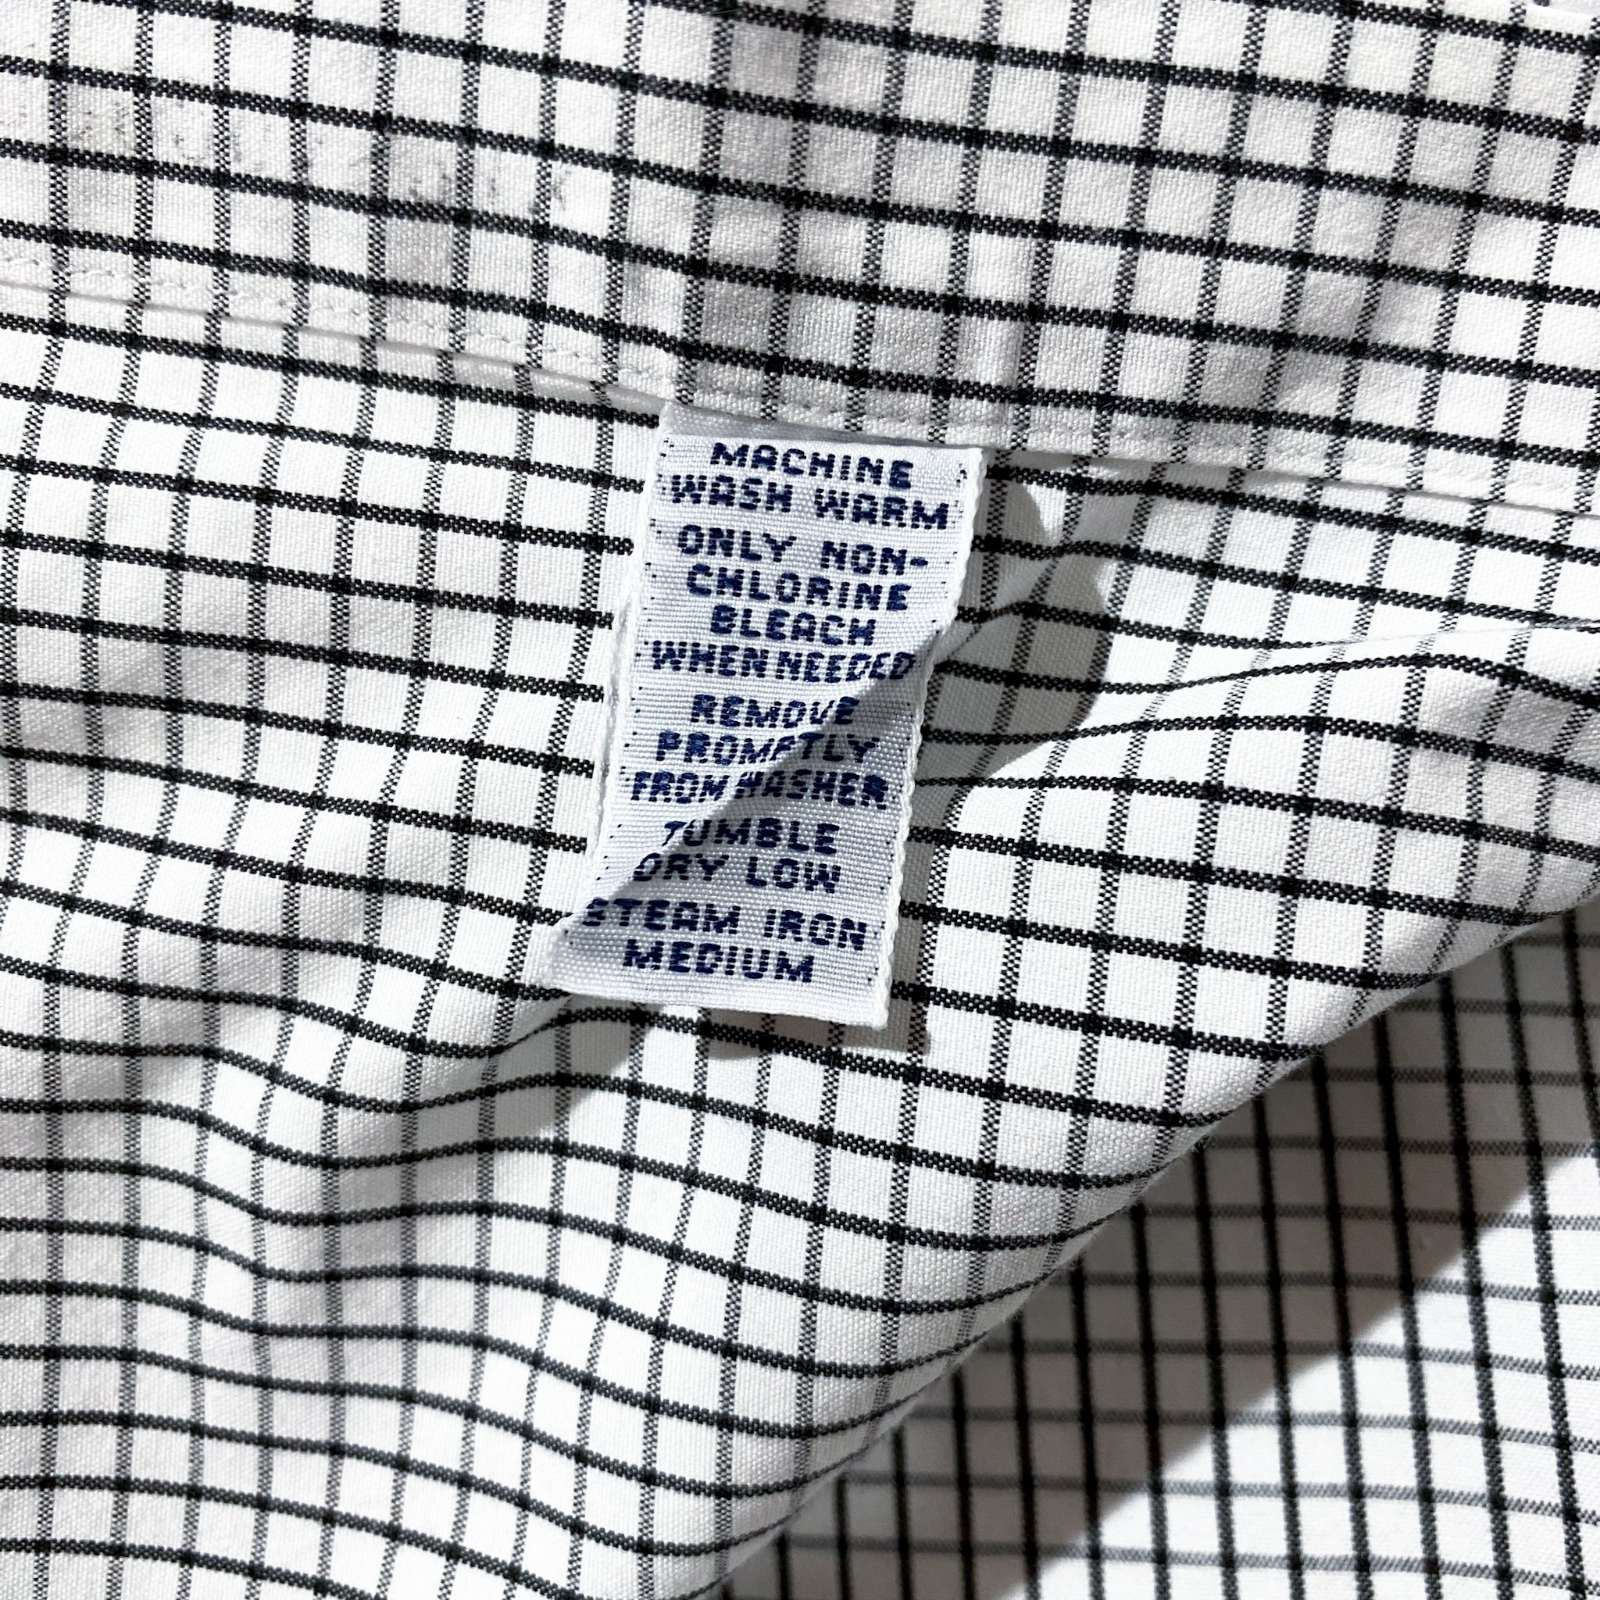 MACHINE
WASH WARM
ONLY NON-
CHLORINE
BLEACH
WHEN NEEDED
REMOVE
PROMPTLY
FROM WASHER
TUMBLE
DRY LOW
STEAM IRON
MEDIUM